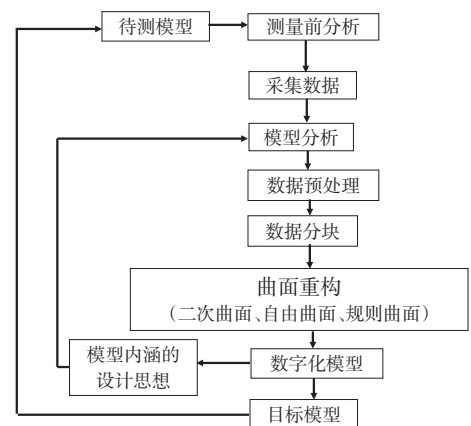 待测模型
测量前分析
采集数据
模型分析
数据预处理
数据分块
曲面重构
（二次曲面、自由曲面、规则曲面）
模型内涵的
设计思想
数字化模型
目标模型